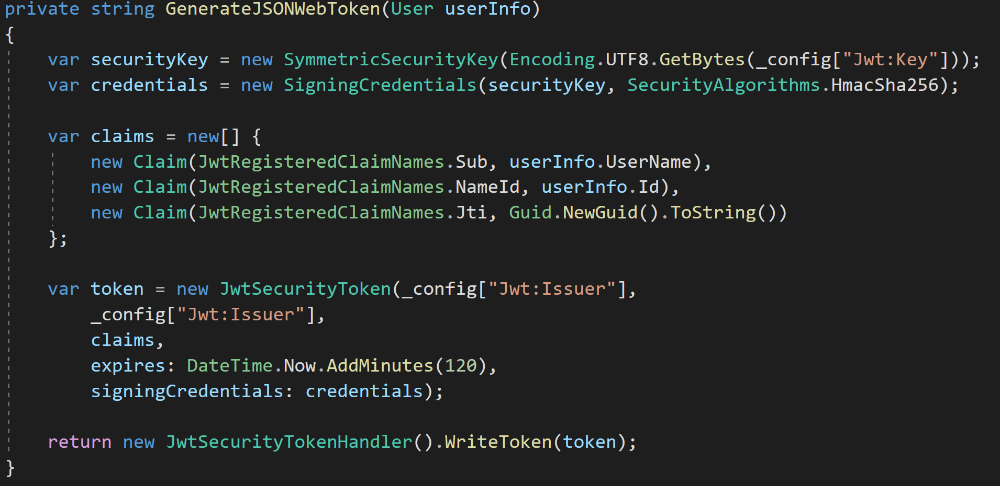 private string GenerateJSONWebToken(User userInfo)
{
    var securityKey = new SymmetricSecurityKey(Encoding.UTF8.GetBytes(_config["Jwt:Key"]));
    var credentials = new SigningCredentials(securityKey, SecurityAlgorithms.HmacSha256);

    var claims = new[] {
        new Claim(JwtRegisteredClaimNames.Sub, userInfo.UserName),
        new Claim(JwtRegisteredClaimNames.NameId, userInfo.Id),
        new Claim(JwtRegisteredClaimNames.Jti, Guid.NewGuid().ToString())
    };

    var token = new JwtSecurityToken(_config["Jwt:Issuer"],
        _config["Jwt:Issuer"],
        claims,
        expires: DateTime.Now.AddMinutes(120),
        signingCredentials: credentials);

    return new JwtSecurityTokenHandler().WriteToken(token);
}